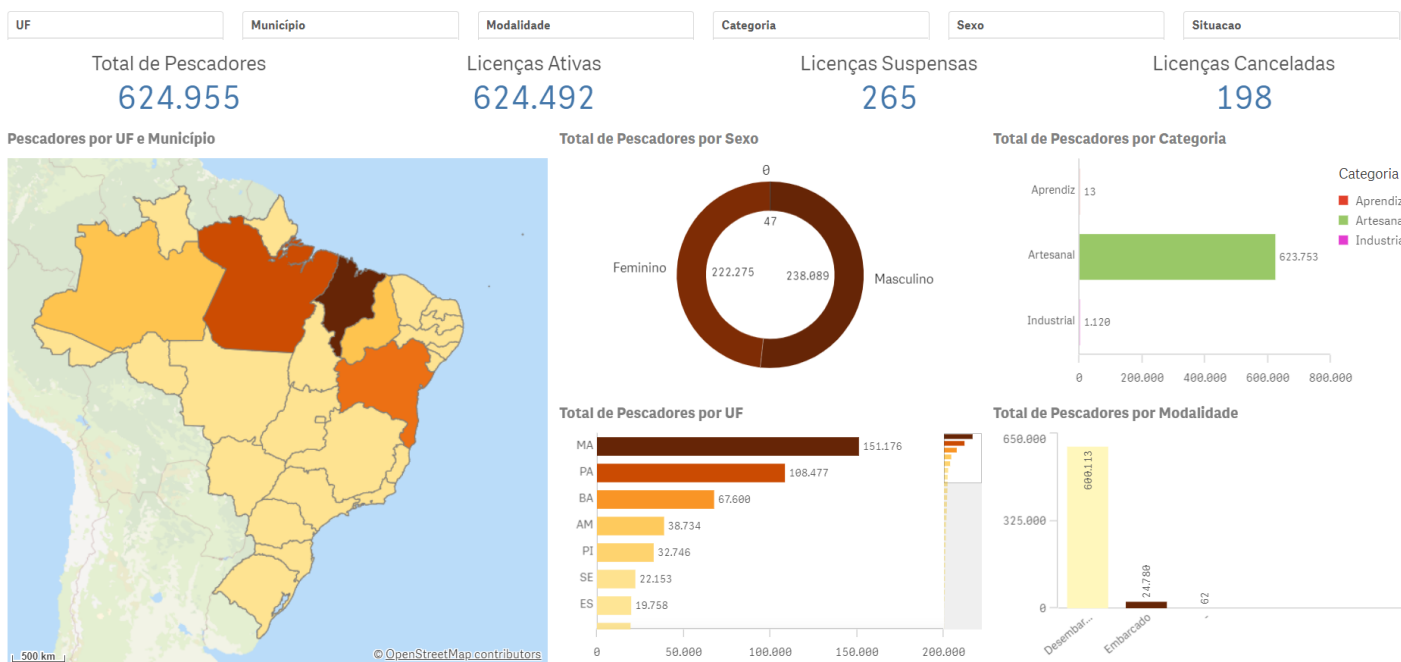 UF
Município
Modalidade
Categoria
Sexo
Situacao
Total de Pescadores
624.955
Licenças Ativas
624.492
Licenças Suspensas
265
Licenças Canceladas
198
Pescadores por UF e Município
500 km
© OpenStreetMap contributors
Total de Pescadores por Sexo
0
47
Feminino
222.275
238.089
Masculino
Total de Pescadores por Categoria
Aprendiz
13
Artesanal
623.753
Industrial
1.120
0
200.000
400.000
600.000
800.000
Categoria
Aprendiz
Artesana
Industria
Total de Pescadores por UF
MA
151.176
PA
108.477
BA
67.600
AM
38.734
PI
32.746
SE
22.153
ES
19.758
0
50.000
100.000
150.000
200.000
Total de Pescadores por Modalidade
650.000
325.000
0
600.113
24.780
62
Desembar...
Embarcado
-